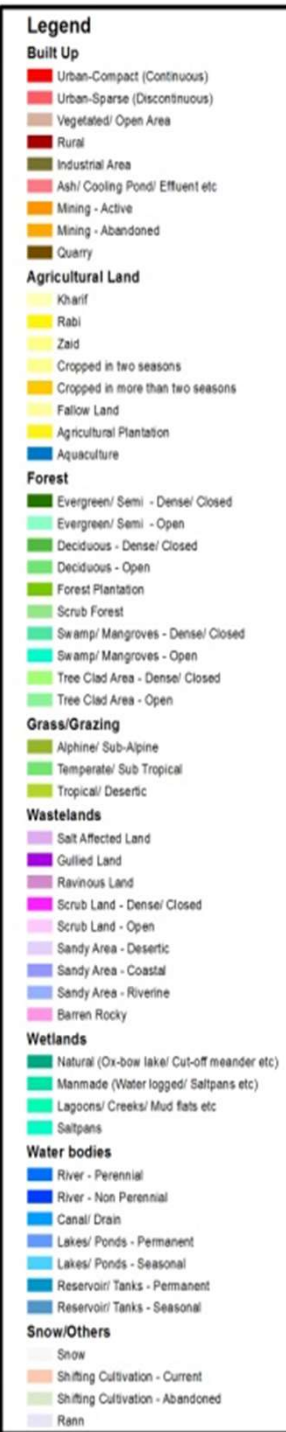 Legend
Built Up
Urban-Compact (Continuous)
Urban-Sparse (Discontinuous)
Vegetated/ Open Area
Rural
Industrial Area
Ash/ Cooling Pond/ Effluent etc
Mining - Active
Mining - Abandoned
Quarry
Agricultural Land
Kharif
Rabi
Zaid
Cropped in two seasons
Cropped in more than two seasons
Fallow Land
Agricultural Plantation
Aquaculture
Forest
Evergreen/ Semi - Dense/ Closed
Evergreen/ Semi - Open
Deciduous - Dense/ Closed
Deciduous - Open
Forest Plantation
Scrub Forest
Swamp/ Mangroves - Dense/ Closed
Swamp/ Mangroves - Open
Tree Clad Area - Dense/ Closed
Tree Clad Area - Open
Grass/Grazing
Alphine/ Sub-Alpine
Temperate/ Sub Tropical
Tropical/ Desertic
Wastelands
Salt Affected Land
Gullied Land
Ravinous Land
Scrub Land - Dense/ Closed
Scrub Land - Open
Sandy Area - Desertic
Sandy Area - Coastal
Sandy Area - Riverine
Barren Rocky
Wetlands
Natural (Ox-bow lake/ Cut-off meander etc)
Manmade (Water logged/ Saltpans etc)
Lagoons/ Creeks/ Mud flats etc
Saltpans
Water bodies
River - Perennial
River - Non Perennial
Canal/ Drain
Lakes/ Ponds - Permanent
Lakes/ Ponds - Seasonal
Reservoir/ Tanks - Permanent
Reservoir/ Tanks - Seasonal
Snow/Others
Snow
Shifting Cultivation - Current
Shifting Cultivation - Abandoned
Rann